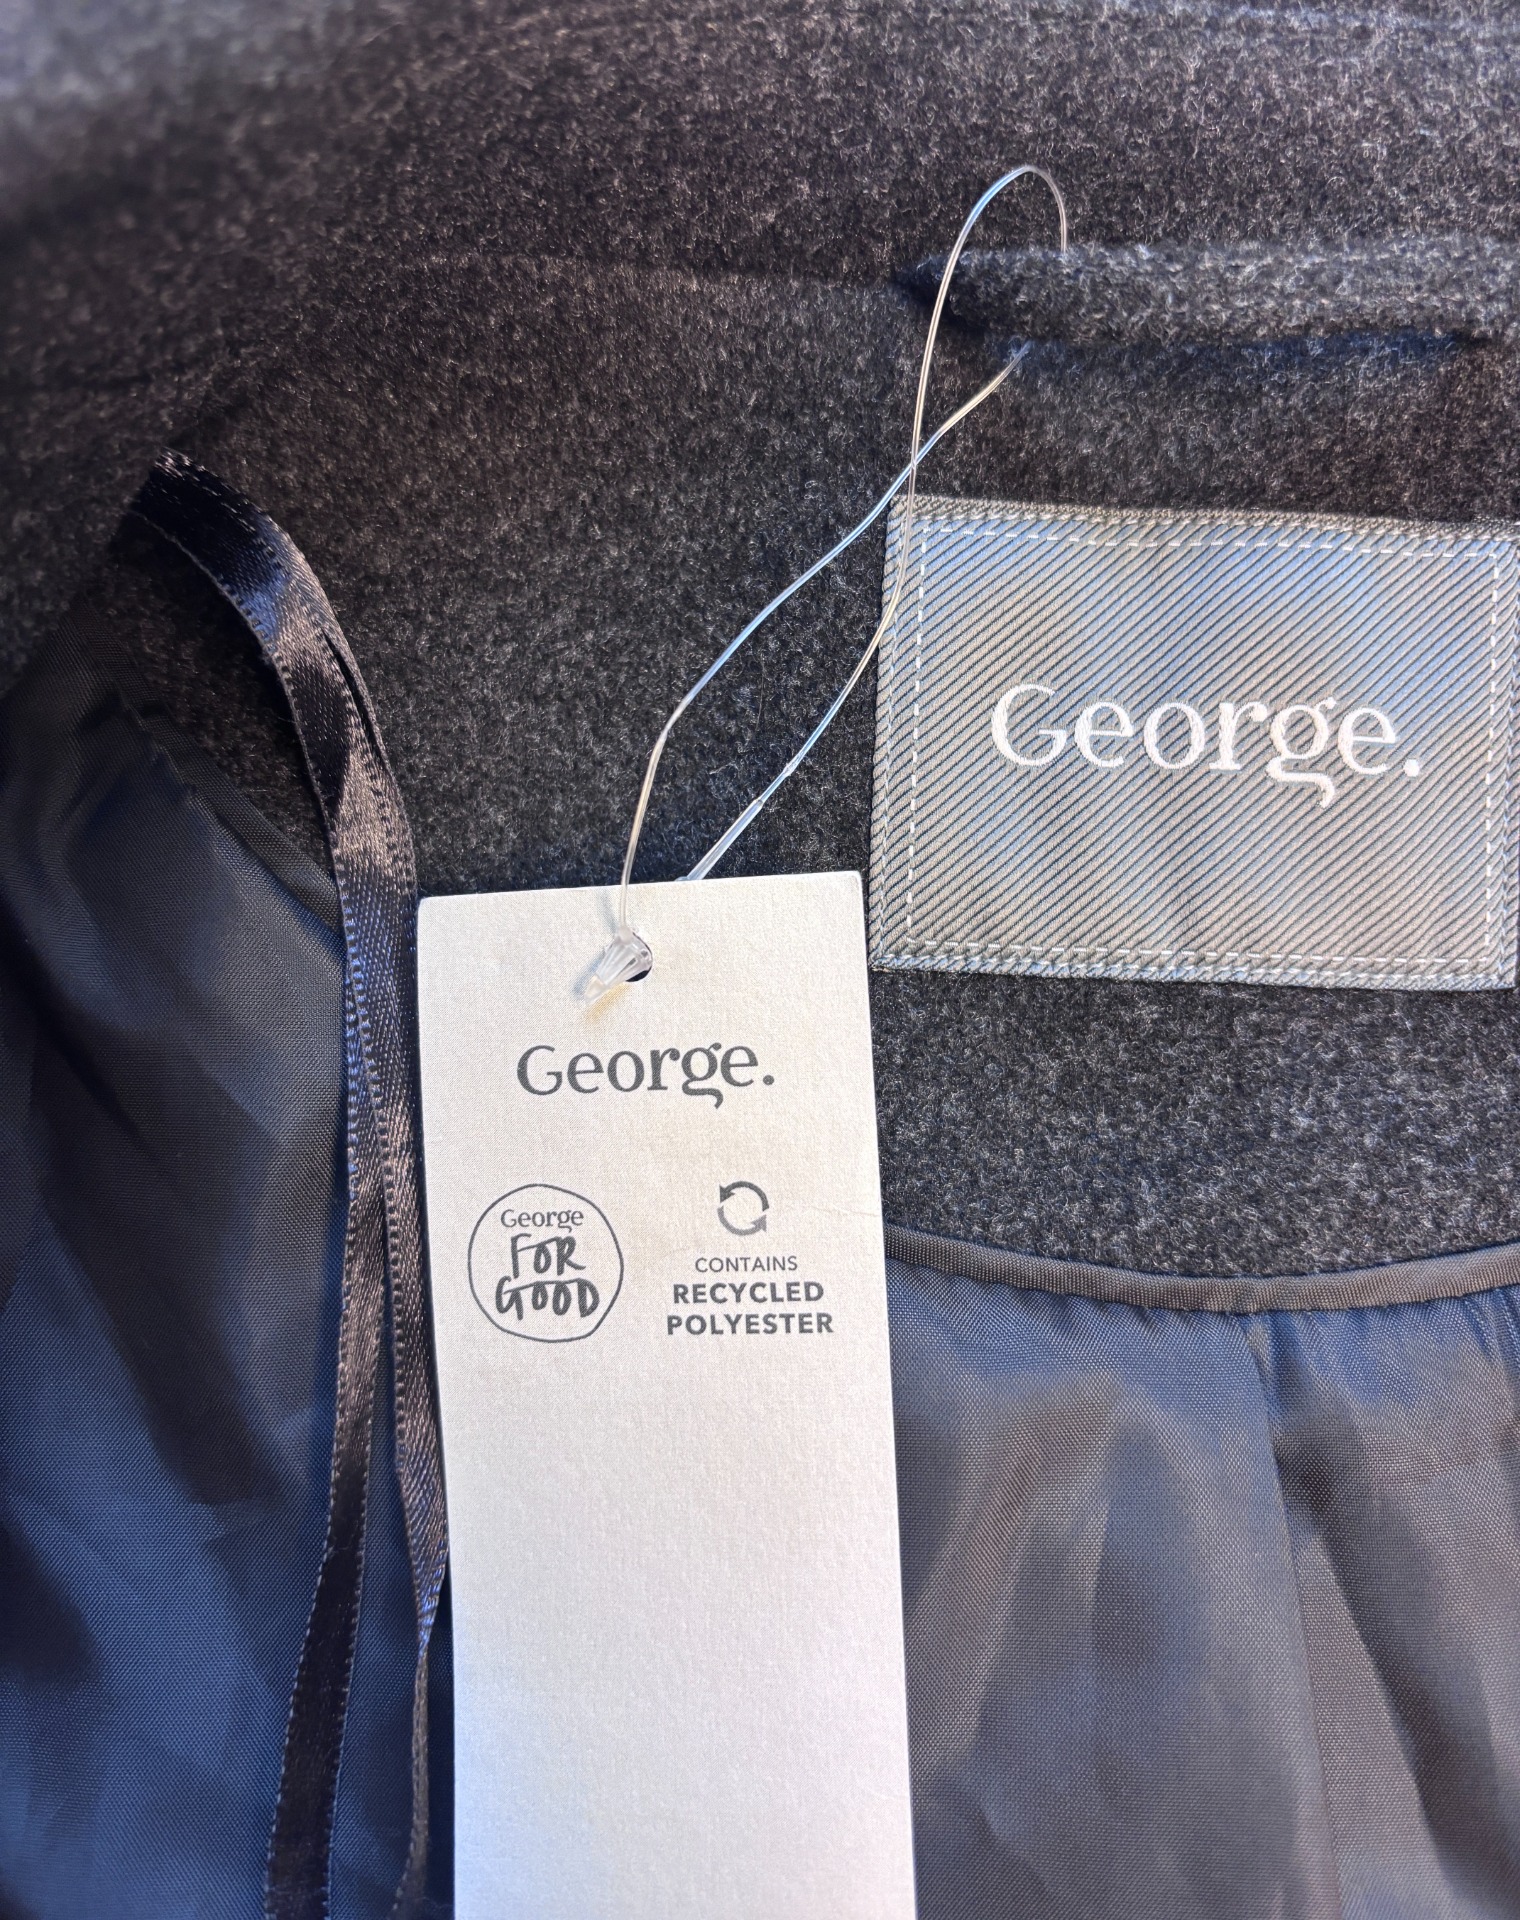 George.
George.
George
FOR
GOOD
CONTAINS
RECYCLED
POLYESTER